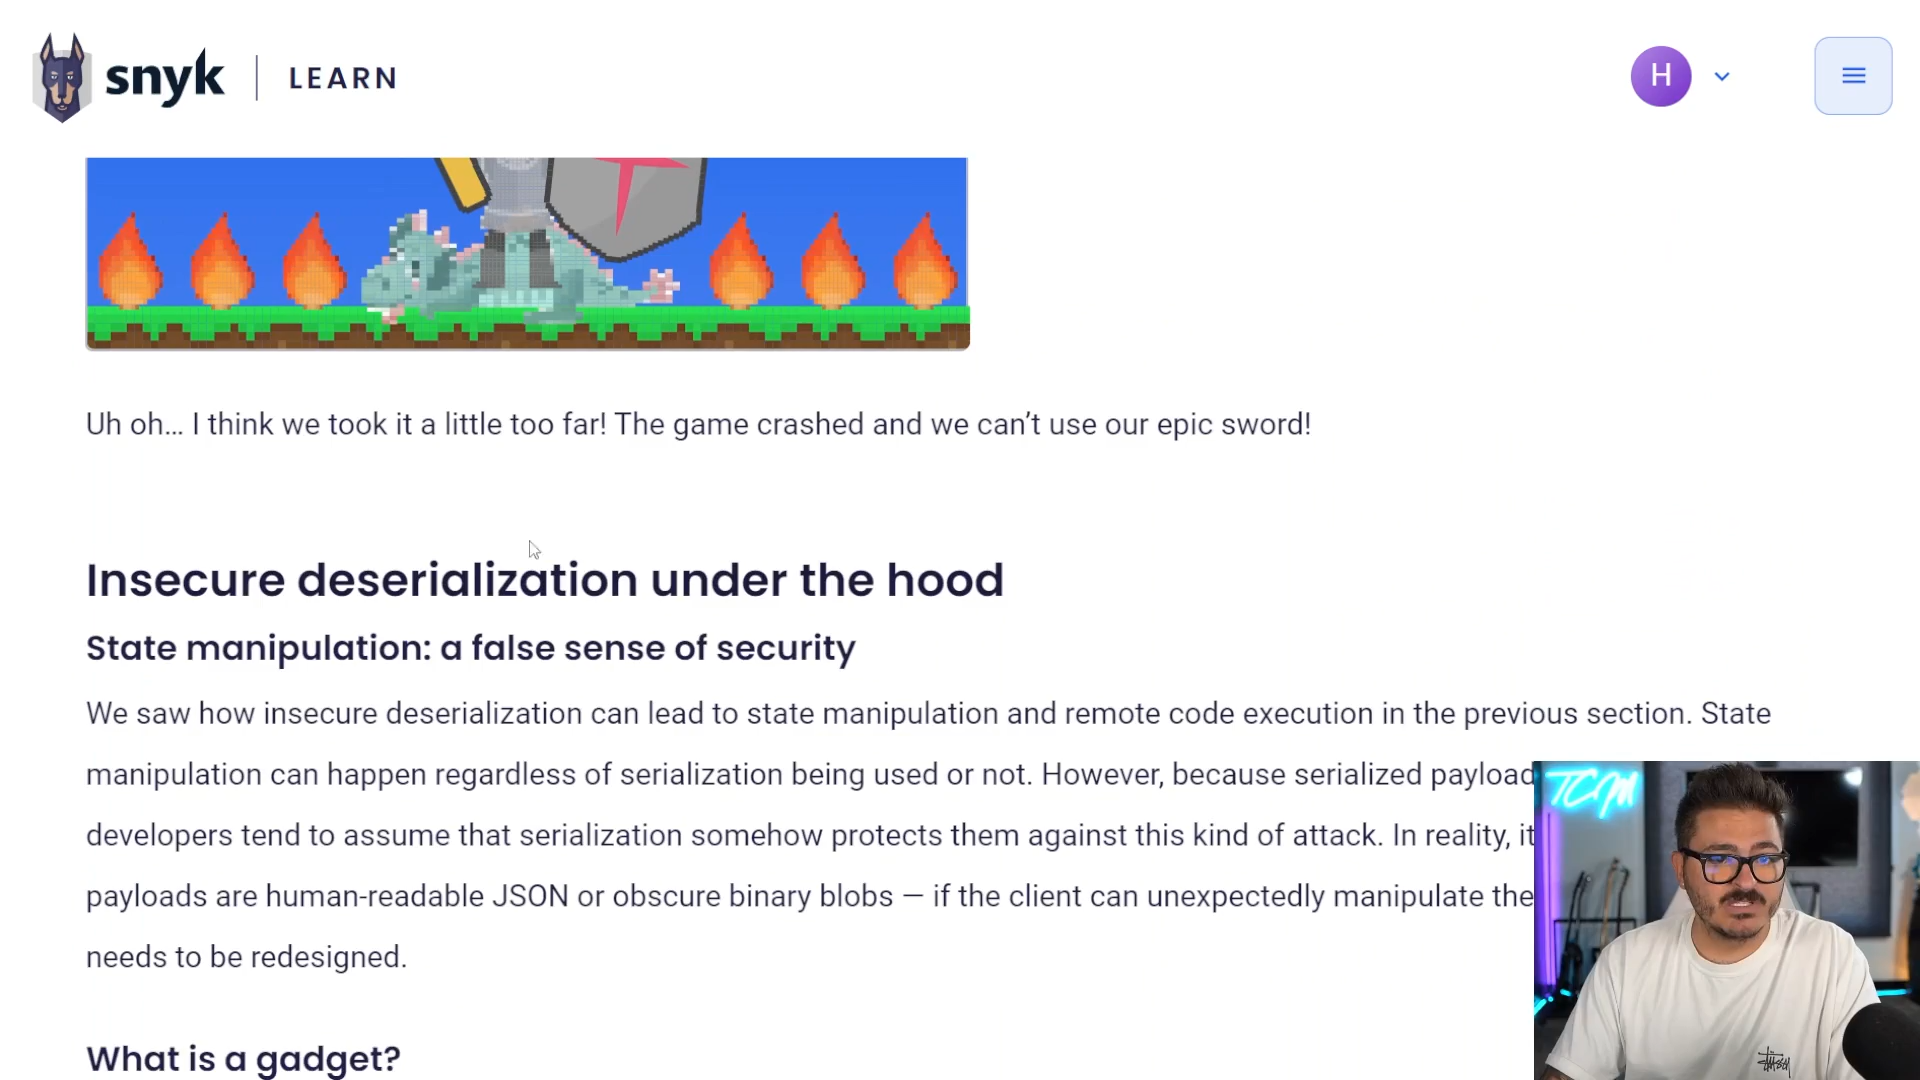 snyk LEARN
H
Uh oh… I think we took it a little too far! The game crashed and we can’t use our epic sword!
Insecure deserialization under the hood
State manipulation: a false sense of security
We saw how insecure deserialization can lead to state manipulation and remote code execution in the previous section. State
manipulation can happen regardless of serialization being used or not. However, because serialized payload
developers tend to assume that serialization somehow protects them against this kind of attack. In reality, it
payloads are human-readable JSON or obscure binary blobs — if the client can unexpectedly manipulate the
needs to be redesigned.
TCM
What is a gadget?